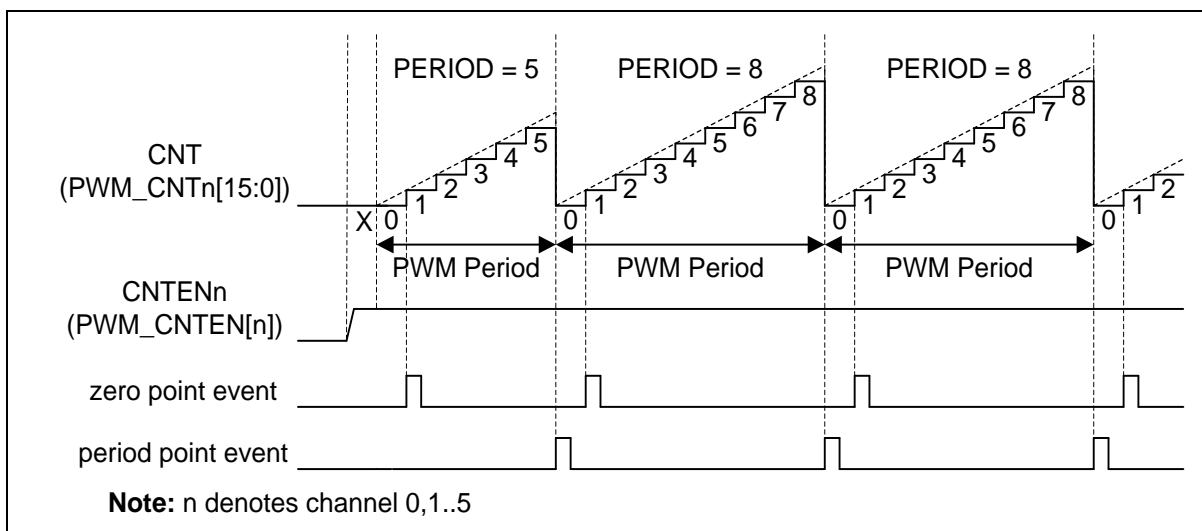 PERIOD = 5 PERIOD = 8 PERIOD = 8
CNT
(PWM_CNTn[15:0])
X 0 1 2 3 4 5 0 1 2 3 4 5 6 7 8 0 1 2 3 4 5 6 7 8 0 1 2
PWM Period PWM Period PWM Period
CNTENn
(PWM_CNTEN[n])
zero point event
period point event
Note: n denotes channel 0,1..5